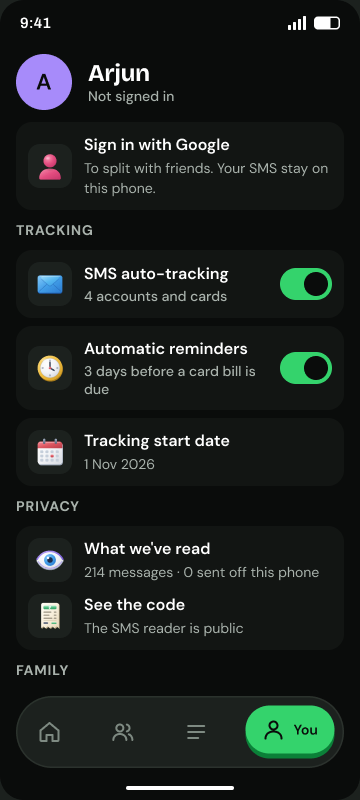 9:41
A
Arjun
Not signed in
Sign in with Google
To split with friends. Your SMS stay on
this phone.
TRACKING
SMS auto-tracking
4 accounts and cards
Automatic reminders
3 days before a card bill is
due
Tracking start date
1 Nov 2026
PRIVACY
What we've read
214 messages · 0 sent off this phone
See the code
The SMS reader is public
FAMILY
You